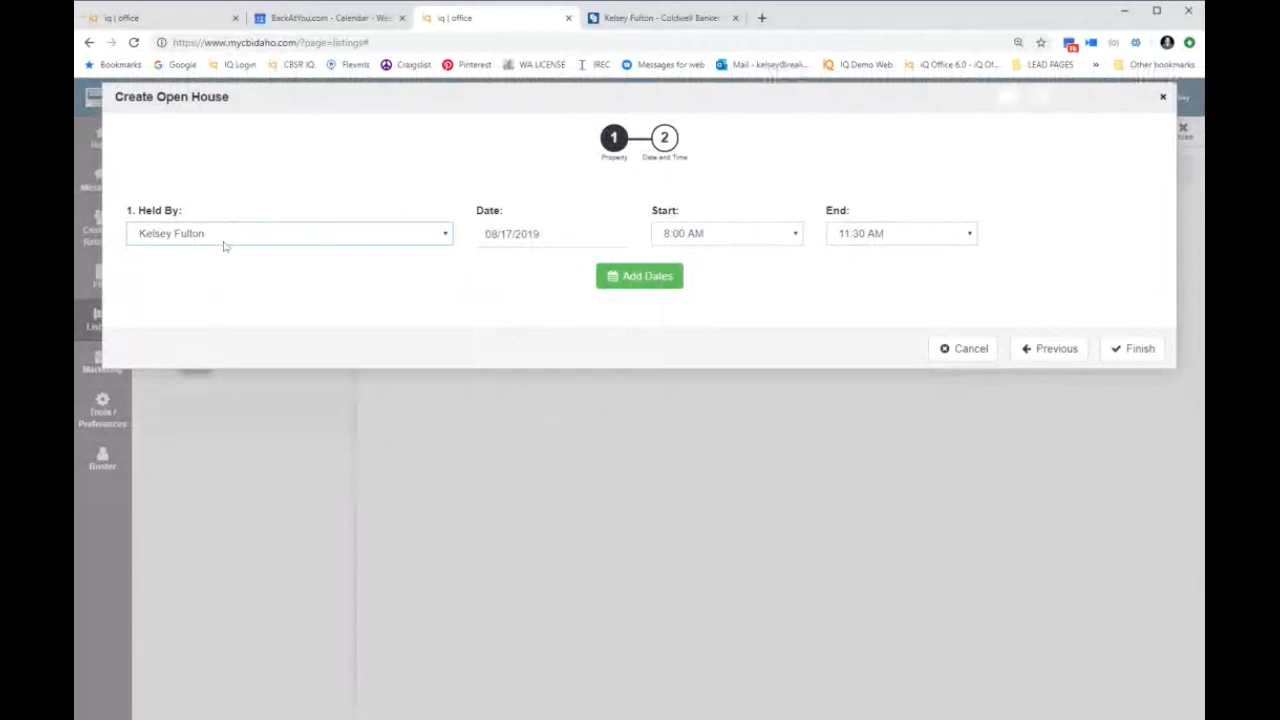 iq | office
BackAtYou.com - Calendar - We
iq | office
Kelsey Fulton - Coldwell Banker
https://www.mycbidaho.com/?page=listings#
Bookmarks
Google
IQ Login
CBSR IQ
Flexmls
Craigslist
Pinterest
WA LICENSE
IREC
Messages for web
Mail - kelsey@reali...
IQ Demo Web
iQ Office 6.0 - iQ Of...
LEAD PAGES
»
Other bookmarks
Create Open House
1
2
Property
Date and Time
1. Held By:
Date:
Start:
End:
Kelsey Fulton
08/17/2019
8:00 AM
11:30 AM
Add Dates
Cancel
Previous
Finish
Marketing
Tools /
Preferences
Roster